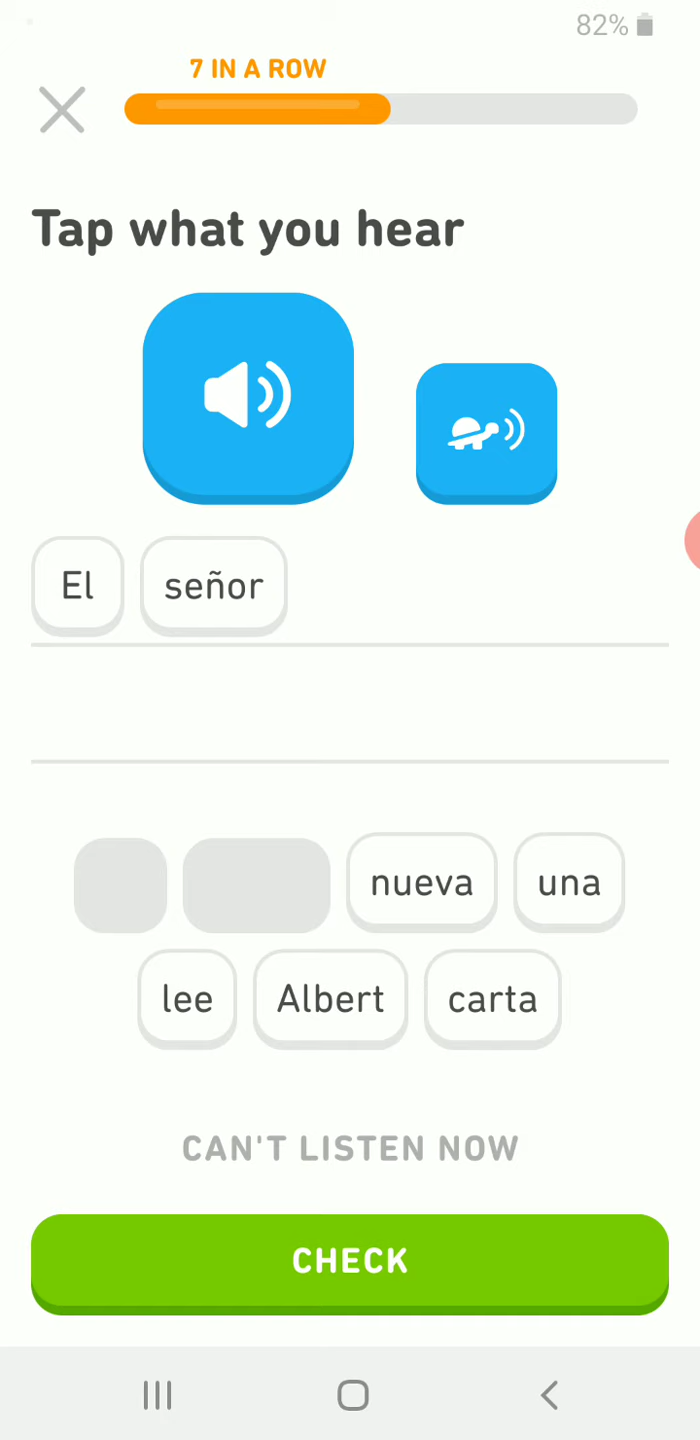 82%
7 IN A ROW
Tap what you hear
El señor
nueva una
lee Albert carta
CAN'T LISTEN NOW
CHECK